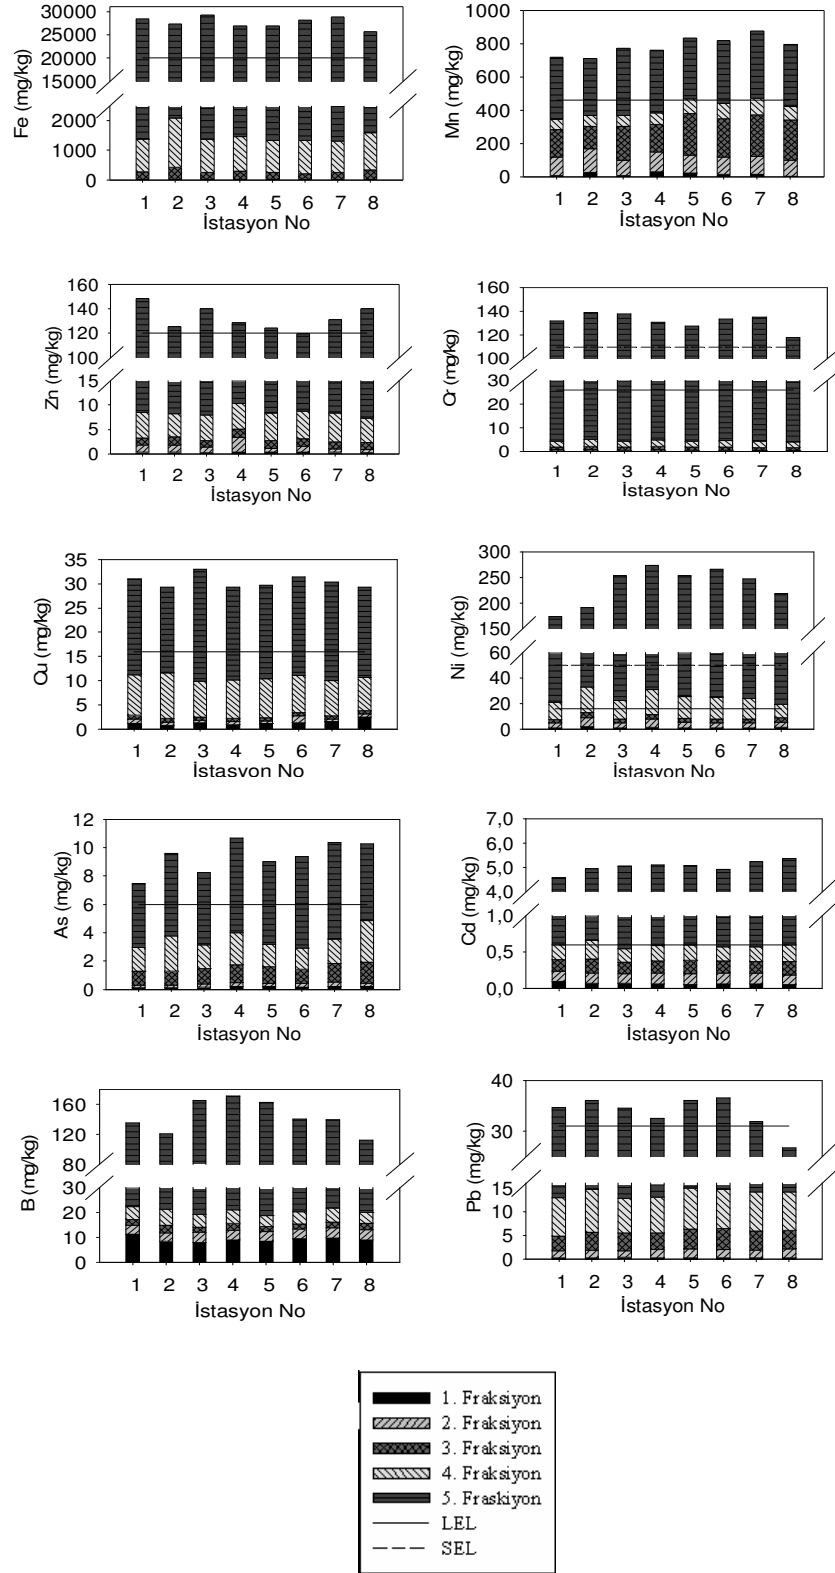 30000
25000
20000
15000
2000
1000
0
Fe (mg/kg)
1 2 3 4 5 6 7 8
İstasyon No
1000
800
600
400
200
0
Mn (mg/kg)
1 2 3 4 5 6 7 8
İstasyon No
160
140
120
100
15
10
5
0
Zn (mg/kg)
1 2 3 4 5 6 7 8
İstasyon No
160
140
120
100
30
20
10
0
Cr (mg/kg)
1 2 3 4 5 6 7 8
İstasyon No
35
30
25
20
15
10
5
0
Cu (mg/kg)
1 2 3 4 5 6 7 8
İstasyon No
300
250
200
150
60
40
20
0
Ni (mg/kg)
1 2 3 4 5 6 7 8
İstasyon No
12
10
8
6
4
2
0
As (mg/kg)
1 2 3 4 5 6 7 8
İstasyon No
7,0
6,0
5,0
4,0
1,0
0,5
0,0
Cd (mg/kg)
1 2 3 4 5 6 7 8
İstasyon No
160
120
80
30
20
10
0
B (mg/kg)
1 2 3 4 5 6 7 8
İstasyon No
40
30
15
10
5
0
Pb (mg/kg)
1 2 3 4 5 6 7 8
İstasyon No
1. Fraksiyon
2. Fraksiyon
3. Fraksiyon
4. Fraksiyon
5. Fraskiyon
LEL
SEL